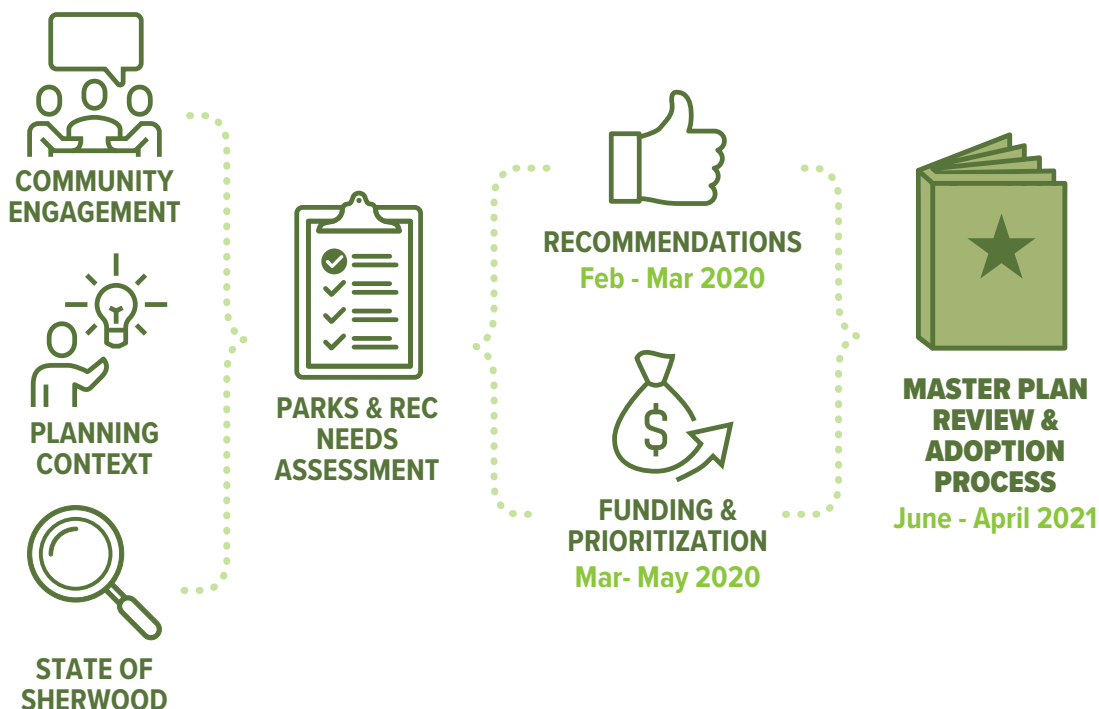 COMMUNITY
ENGAGEMENT
PLANNING
CONTEXT
STATE OF
SHERWOOD
PARKS & REC
NEEDS
ASSESSMENT
RECOMMENDATIONS
Feb - Mar 2020
$
FUNDING &
PRIORITIZATION
Mar- May 2020
MASTER PLAN
REVIEW &
ADOPTION
PROCESS
June - April 2021